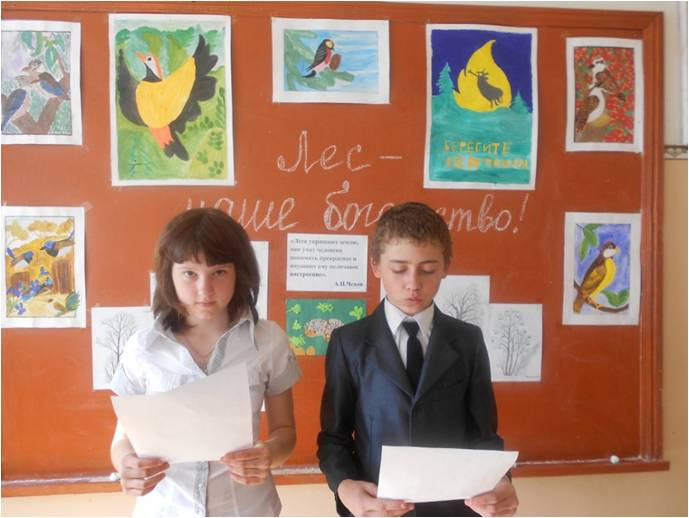 БЕРЕГИТЕ
Лес –
наше богатство!
«Леса украшают землю,
они учат человека
понимать прекрасное и
внушают ему величавое
настроение».
А.П.Чехов